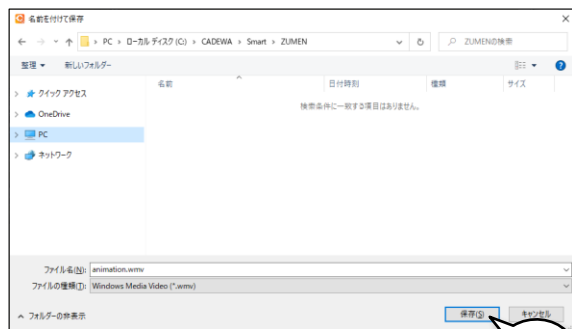 名前を付けて保存
PC › ローカル ディスク (C:) › CADEWA › Smart › ZUMEN
ZUMENの検索
整理 新しいフォルダー
名前 日付時刻 種類 サイズ
検索条件に一致する項目はありません。
クイック アクセス
OneDrive
PC
ネットワーク
ファイル名(N): animation.wmv
ファイルの種類(T): Windows Media Video (*.wmv)
フォルダーの非表示
保存(S) キャンセル